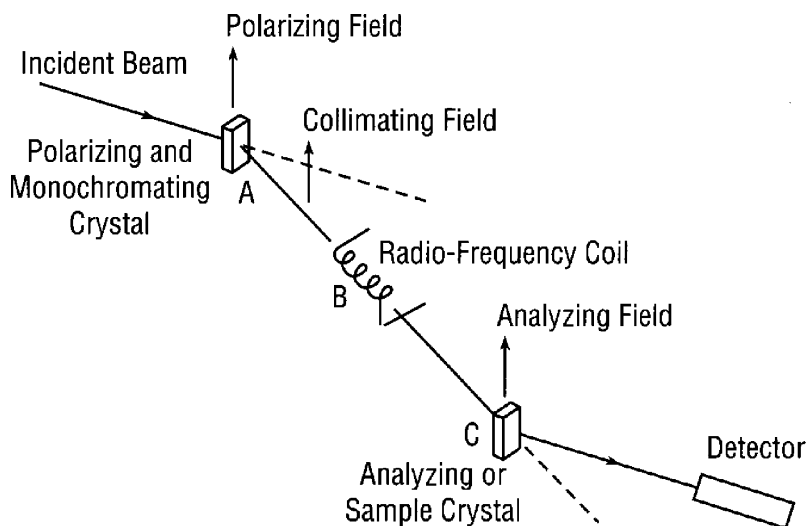 Polarizing Field
Incident Beam
Collimating Field
Polarizing and
Monochromating
Crystal
A
Radio-Frequency Coil
B
Analyzing Field
C
Detector
Analyzing or
Sample Crystal